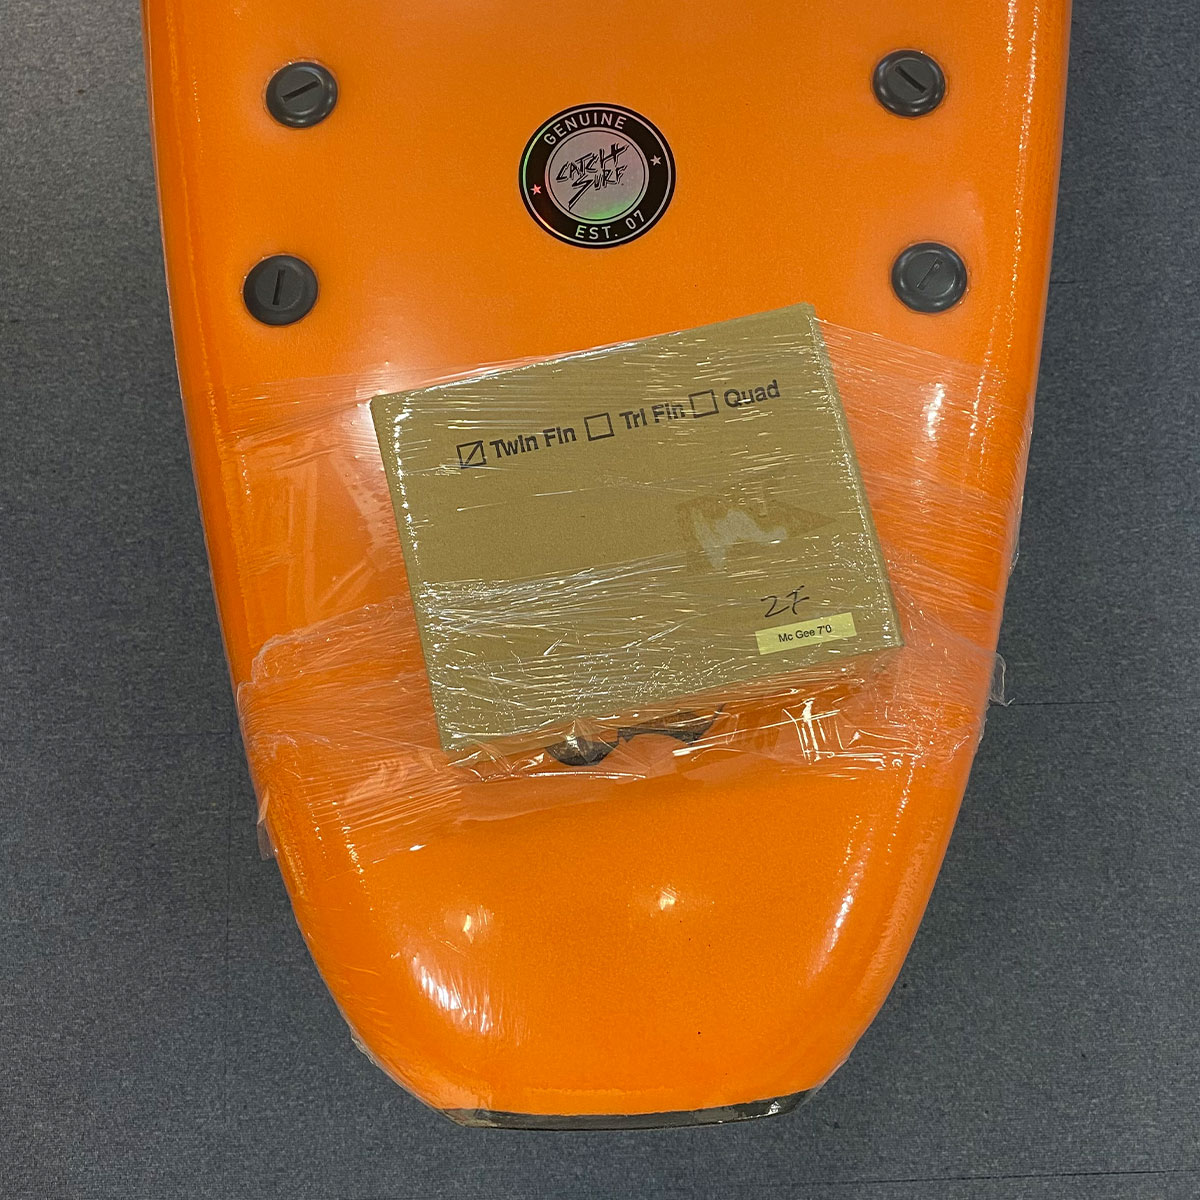 GENUINE
CATCH
SURF
EST. 07
Twin Fin Tri Fin Quad
2F
Mc Gee 7'0